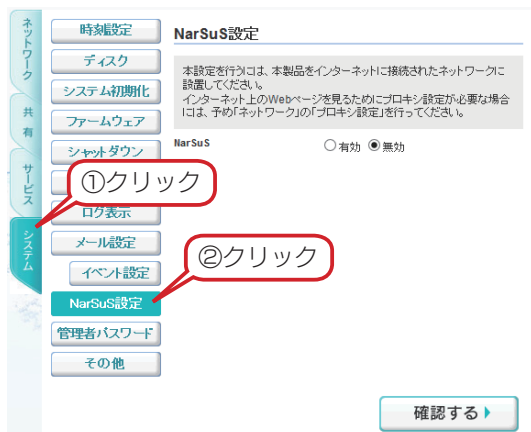 ネットワーク
共有
サービス
システム
時刻設定
ディスク
システム初期化
ファームウェア
シャットダウン
ログ表示
メール設定
イベント設定
NarSuS設定
管理者パスワード
その他
①クリック
②クリック
NarSuS設定
本設定を行うには、本製品をインターネットに接続されたネットワークに
設置してください。
インターネット上のWebページを見るためにプロキシ設定が必要な場合
には、予め「ネットワーク」の「プロキシ設定」を行ってください。
NarSuS
有効 無効
確認する